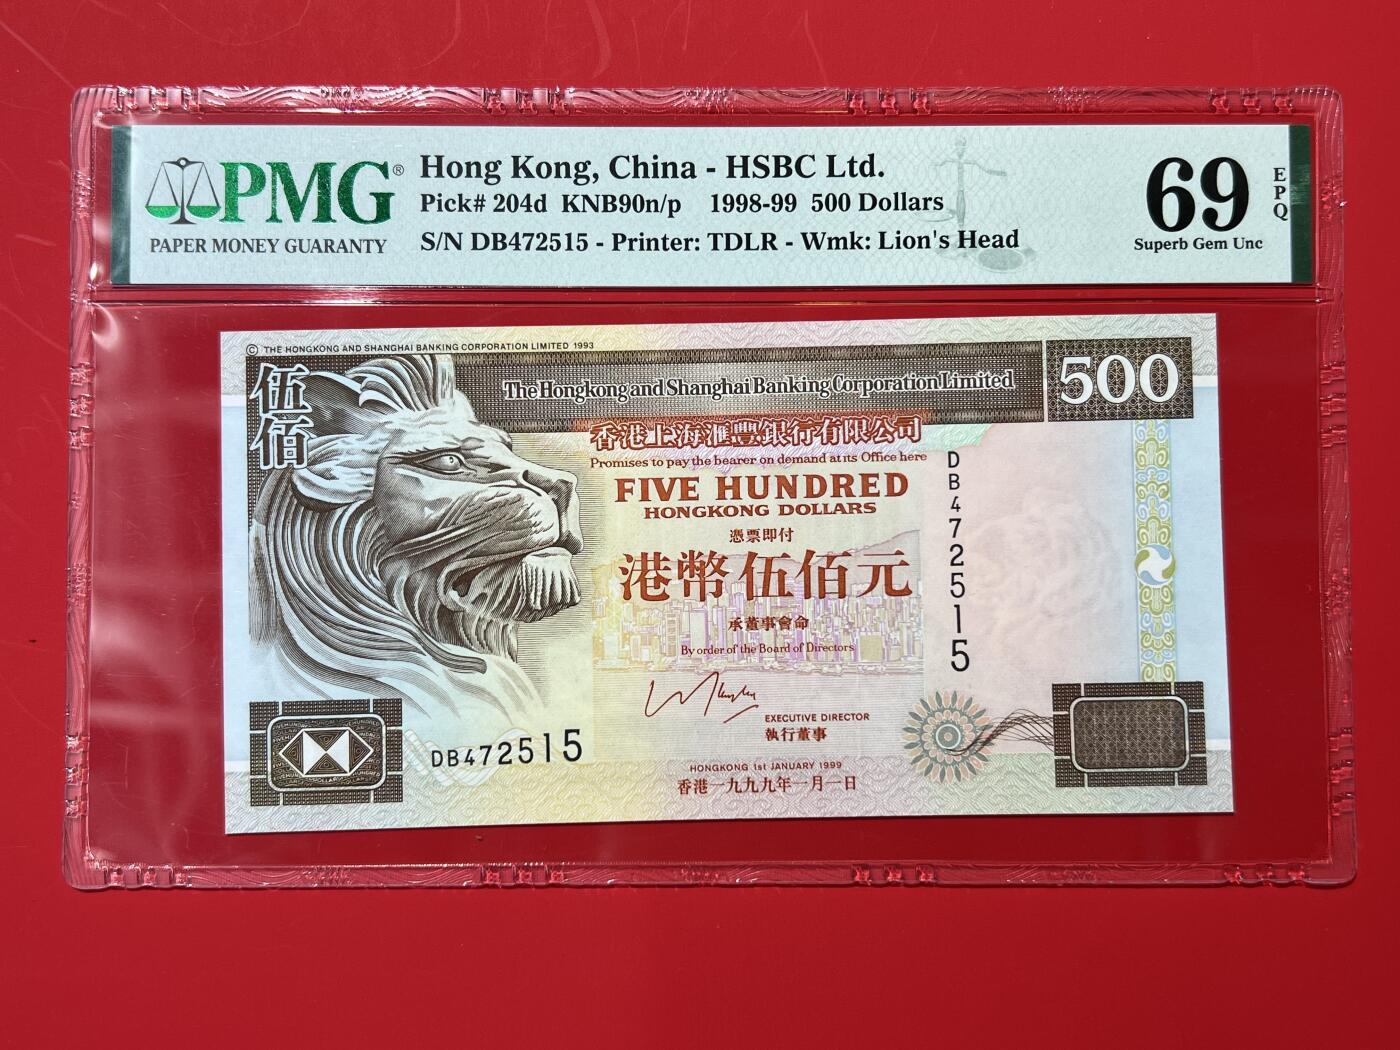 PMG®
PAPER MONEY GUARANTY
Hong Kong, China - HSBC Ltd.
Pick# 204d KNB90n/p 1998-99 500 Dollars
S/N DB472515 - Printer: TDLR - Wmk: Lion's Head
69
EPQ
Superb Gem Unc
© THE HONGKONG AND SHANGHAI BANKING CORPORATION LIMITED 1993
伍佰
The Hongkong and Shanghai Banking Corporation Limited
500
香港上海滙豐銀行有限公司
Promises to pay the bearer on demand at its Office here
FIVE HUNDRED
HONGKONG DOLLARS
憑票即付
港幣伍佰元
承董事會命
By order of the Board of Directors
DB472515
EXECUTIVE DIRECTOR
執行董事
DB472515
HONGKONG 1st JANUARY 1999
香港一九九九年一月一日